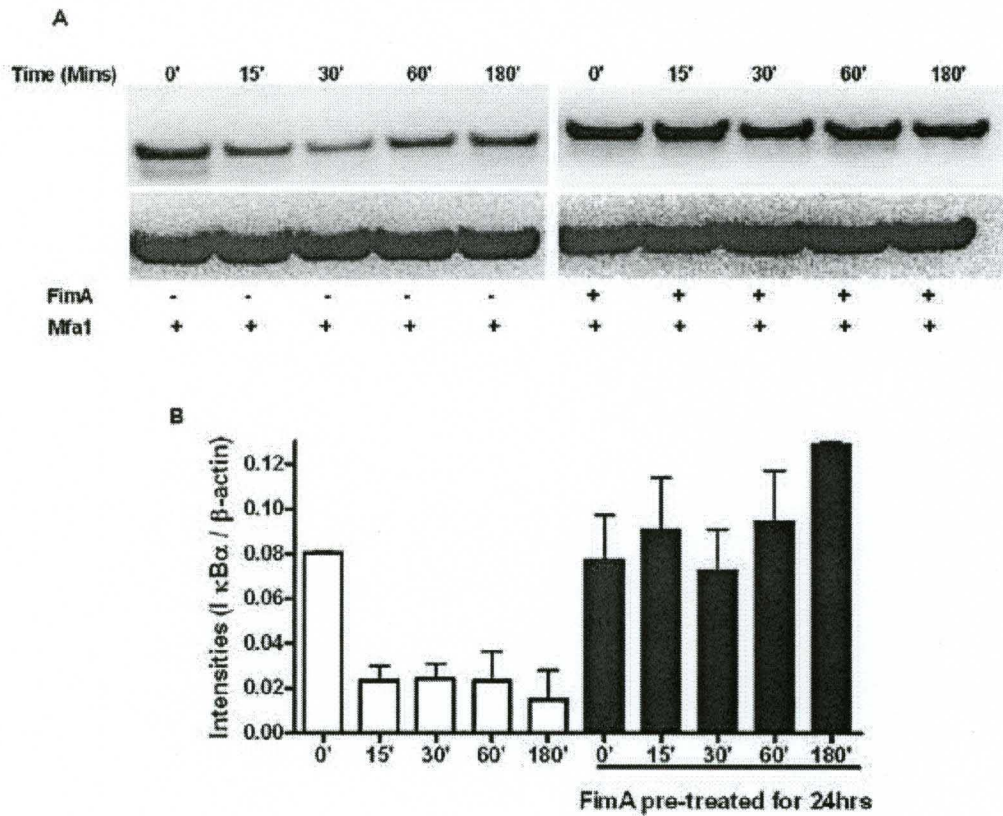 A
Time (Mins) 0' 15' 30' 60' 180' 0' 15' 30' 60' 180'
FimA - - - - - + + + + +
Mfa1 + + + + + + + + + +
B
Intensities (I κBα / β-actin)
0.12
0.10
0.08
0.06
0.04
0.02
0.00
0' 15' 30' 60' 180' 0' 15' 30' 60' 180'
FimA pre-treated for 24hrs